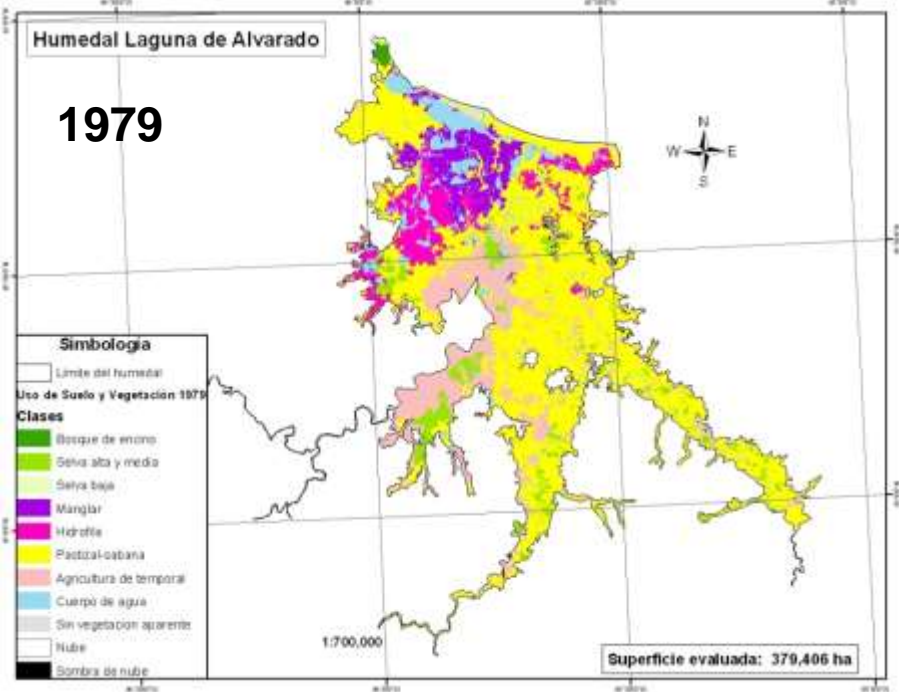 Humedal Laguna de Alvarado
1979
N
W E
S
Simbología
Límite del humedal
Uso de Suelo y Vegetación 1979
Clases
Bosque de encino
Selva alta y media
Selva baja
Manglar
Hidrófila
Pastizal-sabana
Agricultura de temporal
Cuerpo de agua
Sin vegetacion aparente
Nube
Sombra de nube
1:700,000
Superficie evaluada: 379,406 ha